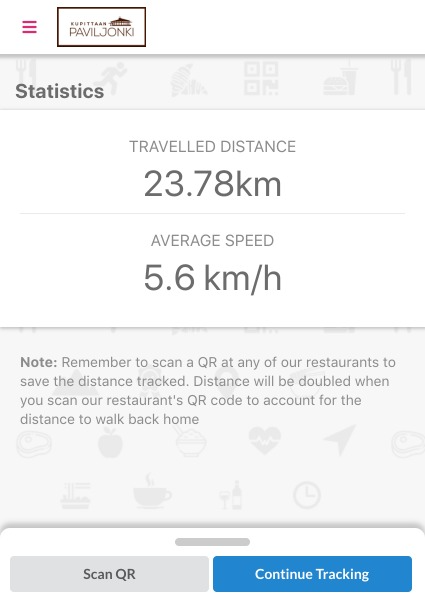 KUPITTAAN
PAVILJONKI
Statistics
TRAVELLED DISTANCE
23.78km
AVERAGE SPEED
5.6 km/h
Note: Remember to scan a QR at any of our restaurants to
save the distance tracked. Distance will be doubled when
you scan our restaurant's QR code to account for the
distance to walk back home
Scan QR
Continue Tracking